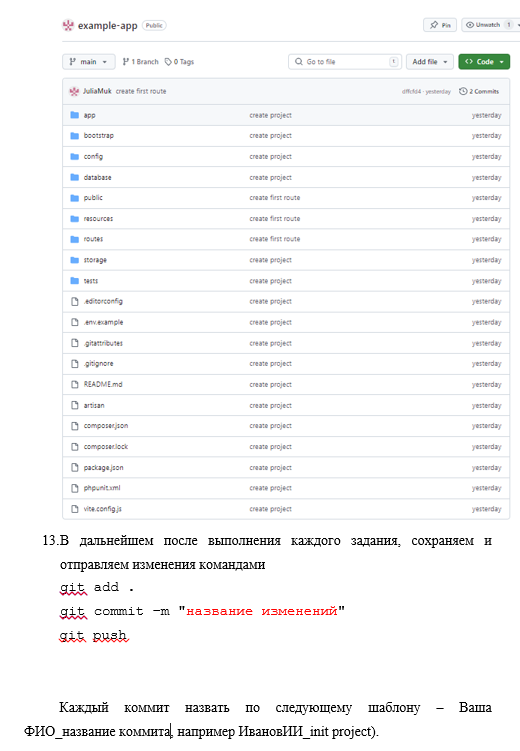 example-app Public Pin Unwatch 1
main 1 Branch 0 Tags Go to file t Add file Code
JuliaMuk create first route dffcfd4 · yesterday 2 Commits
app create project yesterday
bootstrap create project yesterday
config create project yesterday
database create project yesterday
public create first route yesterday
resources create first route yesterday
routes create first route yesterday
storage create project yesterday
tests create project yesterday
.editorconfig create project yesterday
.env.example create project yesterday
.gitattributes create project yesterday
.gitignore create project yesterday
README.md create project yesterday
artisan create project yesterday
composer.json create project yesterday
composer.lock create project yesterday
package.json create project yesterday
phpunit.xml create project yesterday
vite.config.js create project yesterday
13.В дальнейшем после выполнения каждого задания, сохраняем и
отправляем изменения командами
git add .
git commit -m "название изменений"
git push
Каждый коммит назвать по следующему шаблону – Ваша
ФИО_название коммита, например ИвановИИ_init project).